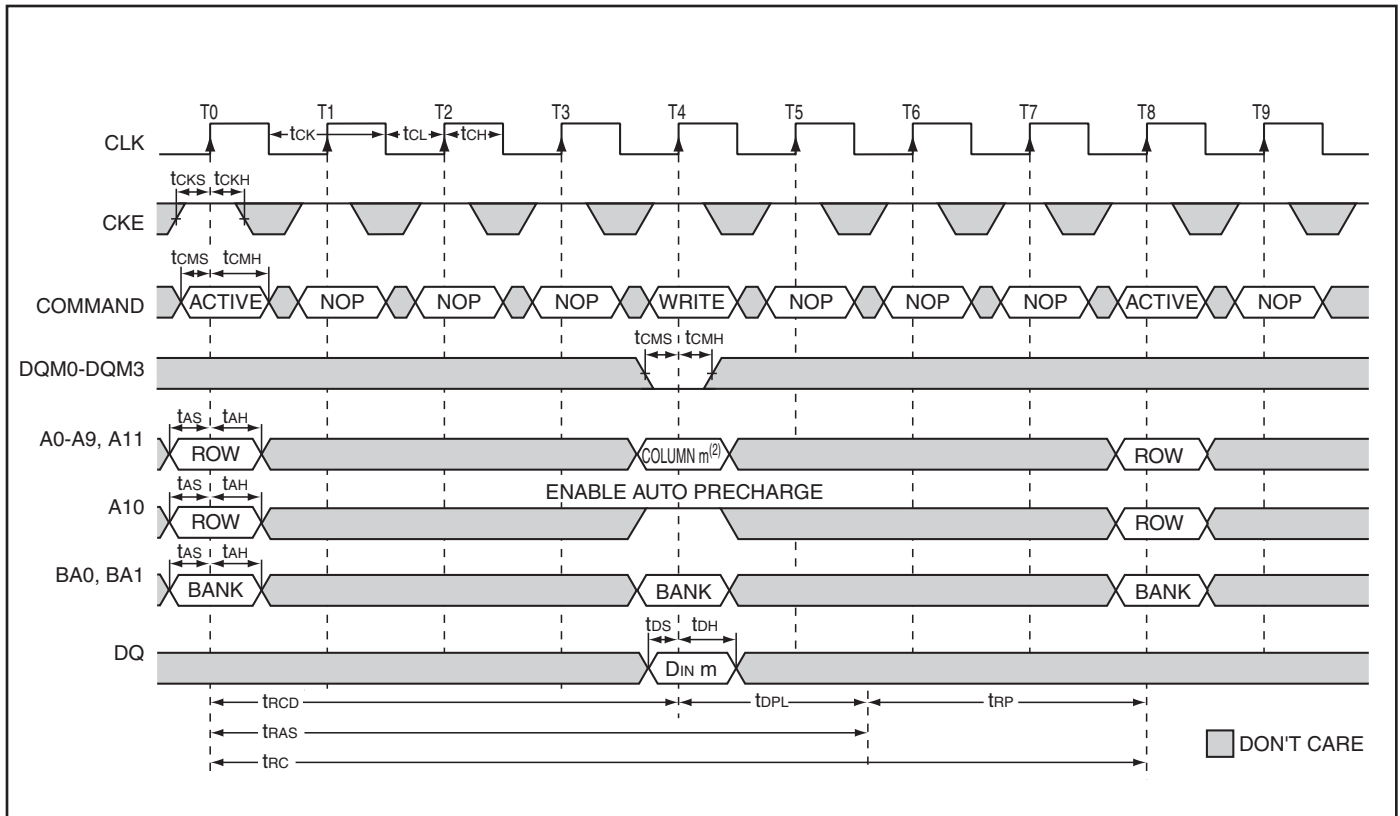 T0 T1 T2 T3 T4 T5 T6 T7 T8 T9
CLK tCK tCL tCH
tCKS tCKH
CKE
tCMS tCMH
COMMAND ACTIVE NOP NOP NOP WRITE NOP NOP NOP ACTIVE NOP
tCMS tCMH
DQM0-DQM3
tAS tAH
A0-A9, A11 ROW COLUMN m(2) ROW
tAS tAH ENABLE AUTO PRECHARGE
A10 ROW ROW
tAS tAH
BA0, BA1 BANK BANK BANK
tDS tDH
DQ DIN m
tRCD tDPL tRP
tRAS
tRC
DON'T CARE